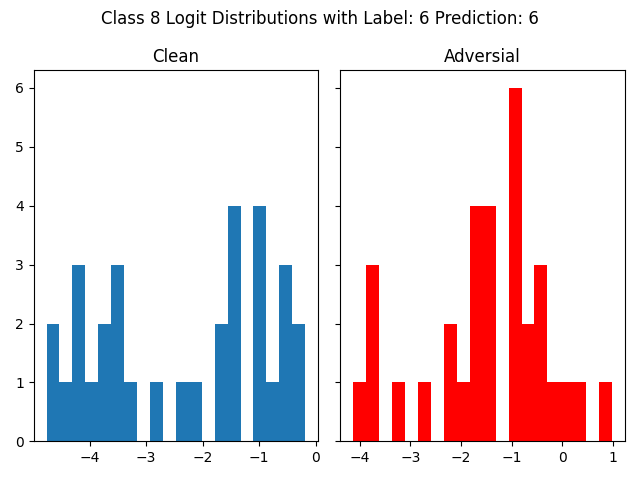 Class 8 Logit Distributions with Label: 6 Prediction: 6
Clean
Adversial
6
5
4
3
2
1
0
−4 −3 −2 −1 0
−4 −3 −2 −1 0 1